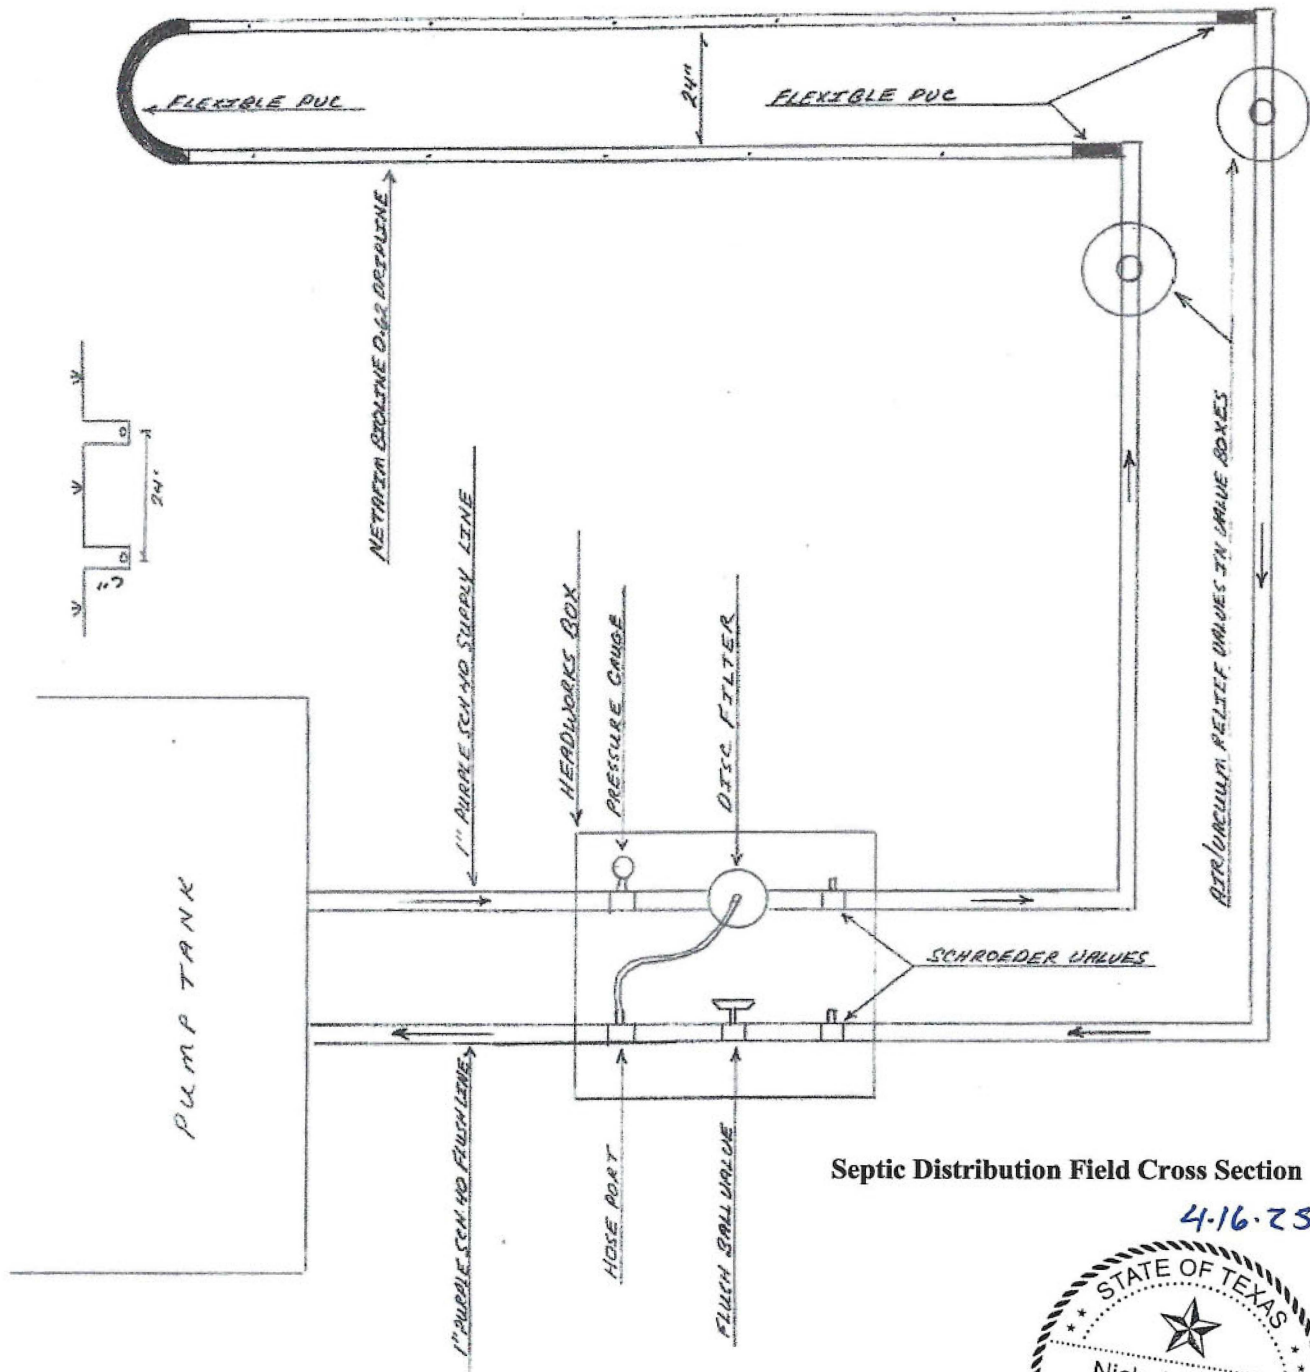 FLEXIBLE PVC
24"
FLEXIBLE PVC
NETAFIM BIOLINE 0.62 DRIPLINE
24"
AIR/VACUUM RELIEF VALVES IN VALVE BOXES
1" PURPLE SCH 40 SUPPLY LINE
HEADWORKS BOX
PRESSURE GAUGE
DISC FILTER
PUMP TANK
SCHROEDER VALVES
1" PURPLE SCH 40 FLUSH LINE
HOSE PORT
FLUSH BALL VALVE
Septic Distribution Field Cross Section
4.16.25
STATE OF TEXAS